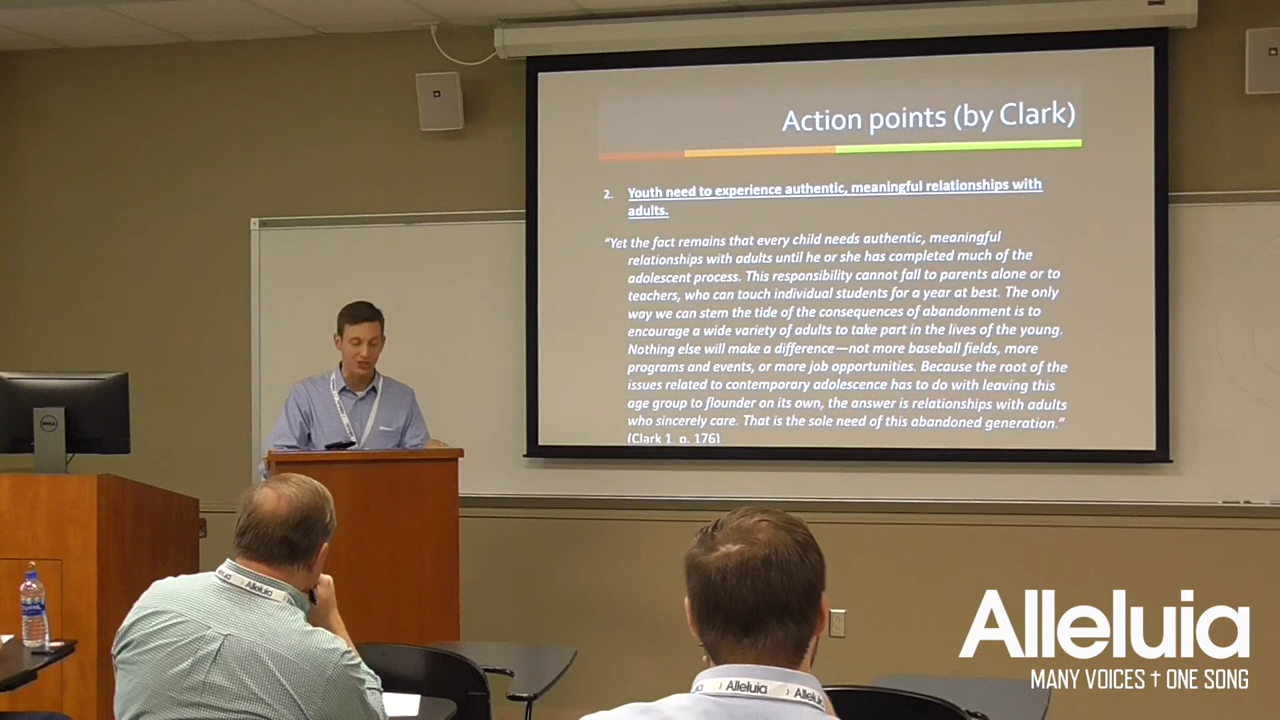 Action points (by Clark)
2. Youth need to experience authentic, meaningful relationships with
adults.
“Yet the fact remains that every child needs authentic, meaningful
relationships with adults until he or she has completed much of the
adolescent process. This responsibility cannot fall to parents alone or to
teachers, who can touch individual students for a year at best. The only
way we can stem the tide of the consequences of abandonment is to
encourage a wide variety of adults to take part in the lives of the young.
Nothing else will make a difference—not more baseball fields, more
programs and events, or more job opportunities. Because the root of the
issues related to contemporary adolescence has to do with leaving this
age group to flounder on its own, the answer is relationships with adults
who sincerely care. That is the sole need of this abandoned generation.”
(Clark 1, p. 176)
DELL
Alleluia
Alleluia
Alleluia
MANY VOICES † ONE SONG